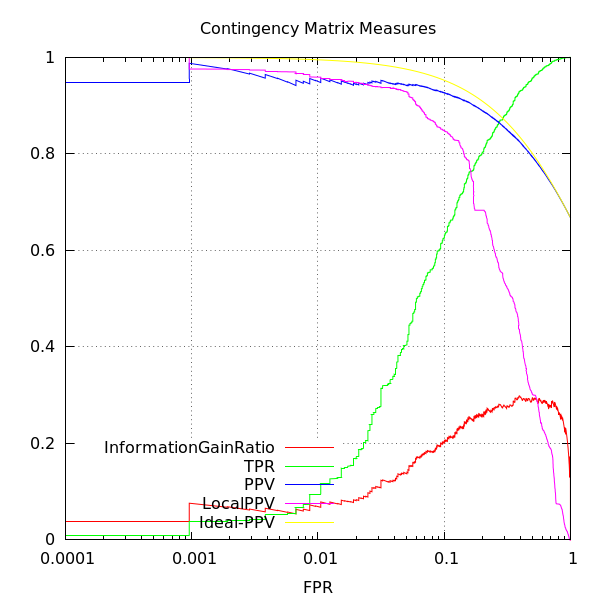 Contingency Matrix Measures
1
0.8
0.6
0.4
0.2
0
InformationGainRatio
TPR
PPV
LocalPPV
Ideal-PPV
0.0001 0.001 0.01 0.1 1
FPR